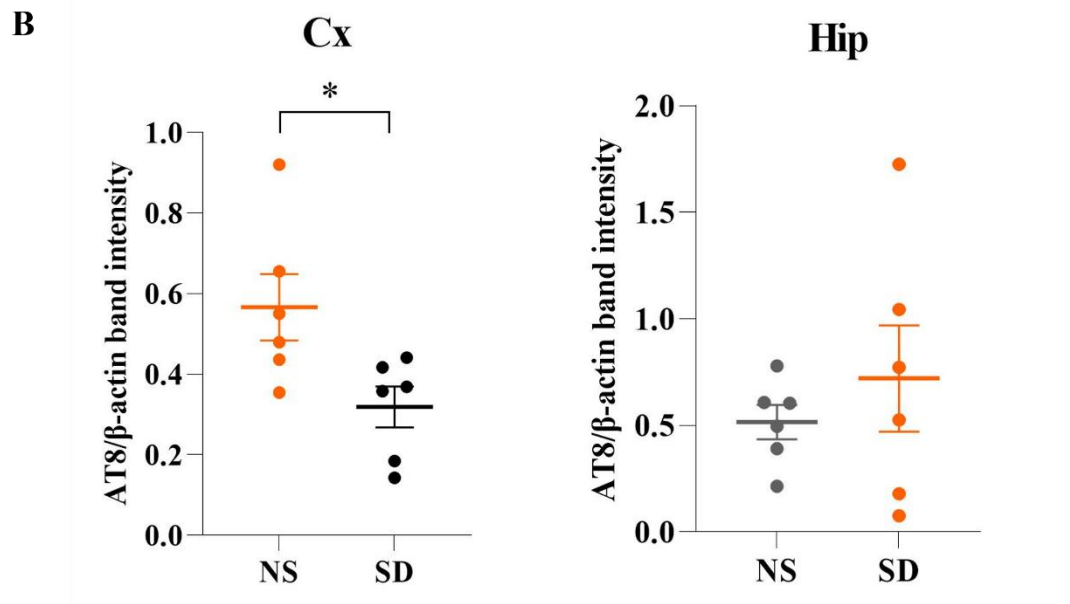 B
Cx
*
AT8/β-actin band intensity
1.0
0.8
0.6
0.4
0.2
0.0
NS SD
Hip
AT8/β-actin band intensity
2.0
1.5
1.0
0.5
0.0
NS SD